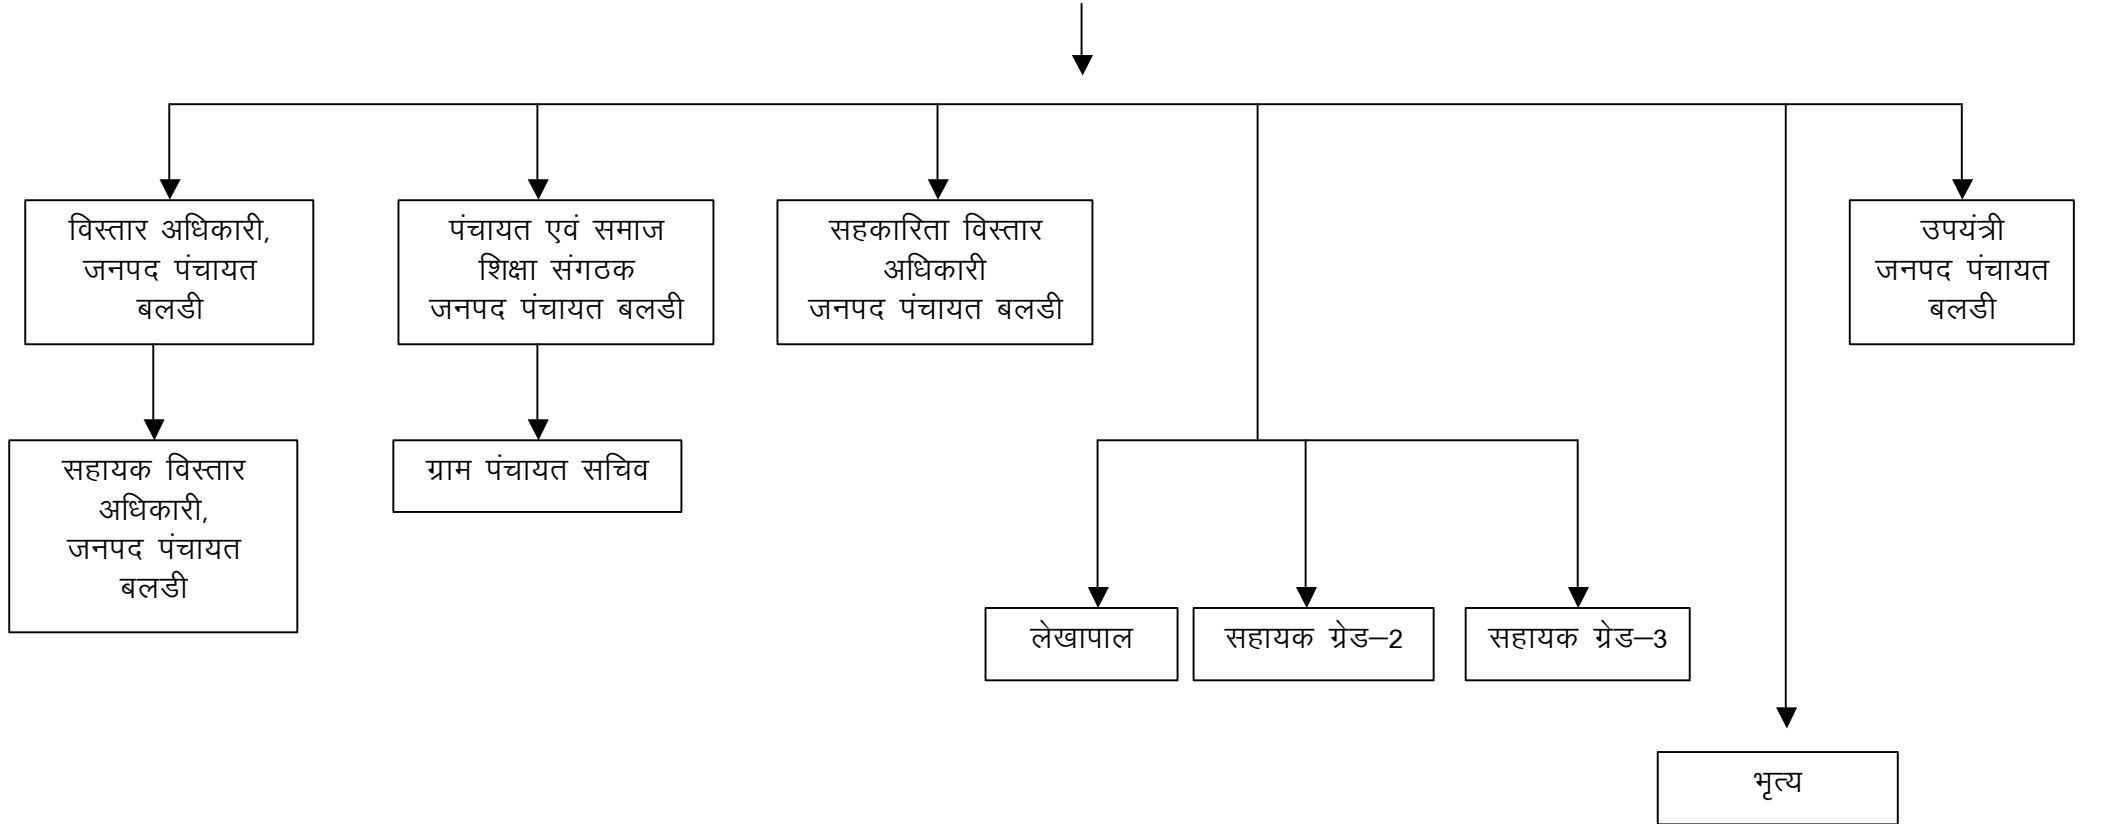 विस्तार अधिकारी,
जनपद पंचायत
बलडी
पंचायत एवं समाज
शिक्षा संगठक
जनपद पंचायत बलडी
सहकारिता विस्तार
अधिकारी
जनपद पंचायत बलडी
उपयंत्री
जनपद पंचायत
बलडी
सहायक विस्तार
अधिकारी,
जनपद पंचायत
बलडी
ग्राम पंचायत सचिव
लेखापाल
सहायक ग्रेड–2
सहायक ग्रेड–3
भृत्य